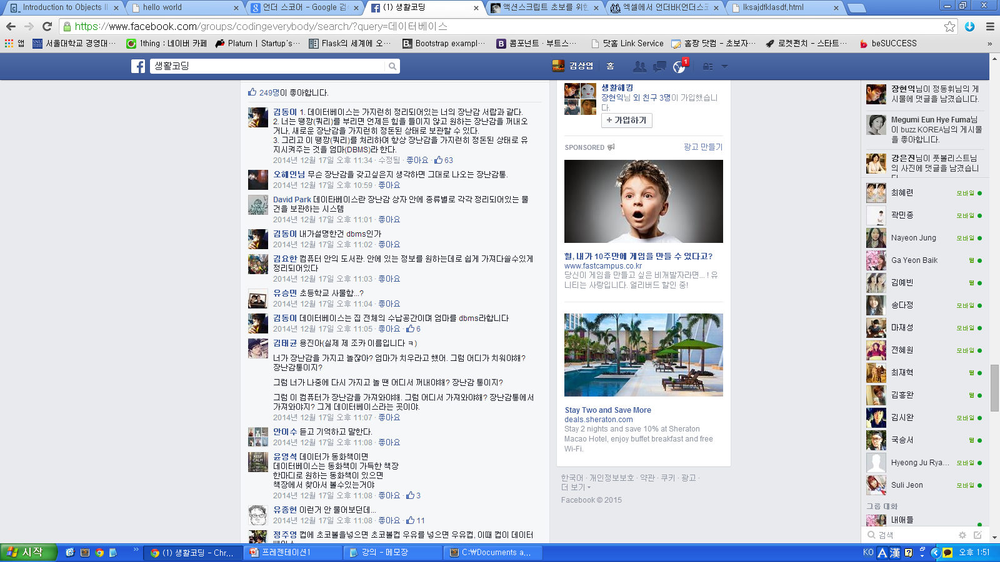 Introduction to Objects I
hello world
언더 스코어 - Google 검
(1) 생활코딩
액션스크립트 초보를 위한
엑셀에서 언더바(언더스코
lksajdfklasdf,html
https://www.facebook.com/groups/codingeverybody/search/?query=데이터베이스
앱
서울대학교 경영대…
1thing : 네이버 카페
Platum | Startup's…
Flask의 세계에 오…
Bootstrap exampl…
콤포넌트 · 부트스…
닷홈 Link Service
홈짱 닷컴 - 초보자…
로켓펀치 - 스타트…
beSUCCESS
»
생활코딩
김상엽
홈
1
249명이 좋아합니다.
김동이 1. 데이터베이스는 가지런히 정리되어있는 너의 장난감 서랍과 같다.
2. 너는 땡깡(쿼리)를 부리면 언제든 힘을 들이지 않고 원하는 장난감을 꺼내오
거나, 새로운 장난감을 가지런히 정돈된 상태로 보관할 수 있다.
3. 그리고 이 땡깡(쿼리)를 처리하며 항상 장난감을 가지런히 정돈된 상태로 유
지시켜주는 것을 엄마(DBMS)라 한다.
2014년 12월 17일 오후 11:34 · 수정됨 · 좋아요 · 63
오혜인님 무슨 장난감을 갖고싶은지 생각하면 그대로 나오는 장난감통.
2014년 12월 17일 오후 10:59 · 좋아요
David Park 데이타베이스란 장난감 상자 안에 종류별로 각각 정리되어있는 물
건을 보관하는 시스템
2014년 12월 17일 오후 11:01 · 좋아요
김동이 내가설명한건 dbms인가
2014년 12월 17일 오후 11:02 · 좋아요
김요한 컴퓨터 안의 도서관. 안에 있는 정보를 원하는데로 쉽게 가져다쓸수있게
정리되어있다
2014년 12월 17일 오후 11:03 · 좋아요
유승민 초등학교 사물함...?
2014년 12월 17일 오후 11:04 · 좋아요
김동이 데이터베이스는 집 전체의 수납공간이며 엄마를 dbms라합니다
2014년 12월 17일 오후 11:05 · 좋아요 · 6
김태균 용진아(실제 제 조카 이름입니다 ㅋ)
너가 장난감을 가지고 놀잖아? 엄마가 치우라고 했어. 그럼 어디가 치워야해?
장난감통이지?
그럼 너가 나중에 다시 가지고 놀 땐 어디서 꺼내야해? 장난감 통이지?
그럼 이 컴퓨터가 장난감을 가져와야해. 그럼 어디서 가져와야해? 장난감통에서
가져와야지? 그게 데이터베이스라는 곳이야.
2014년 12월 17일 오후 11:07 · 좋아요
안이수 듣고 기억하고 말한다.
2014년 12월 17일 오후 11:08 · 좋아요
윤영석 데이터가 동화책이면
데이터베이스는 동화책이 가득한 책장
한마디로 원하는 동화책이 있으면
책장에서 찾아서 볼수있는거야
2014년 12월 17일 오후 11:08 · 좋아요 · 3
유종헌 이런거 안 물어보던데...
2014년 12월 17일 오후 11:08 · 좋아요 · 11
정주영 컵에 초코볼을넣으면 초코볼컵 우유를 넣으면 우유컵, 이때 컵이 데이터
생활해킹
장현익님 외 친구 3명이 가입했습니
다.
+ 가입하기
SPONSORED
광고 만들기
헐, 내가 10주만에 게임을 만들 수 있다고?
www.fastcampus.co.kr
당신이 게임을 만들고 싶은 비개발자라면... ! 유
니티는 사랑입니다. 얼리버드 할인 중!
Stay Two and Save More
deals.sheraton.com
Stay 2 nights and save 10% at Sheraton
Macao Hotel, enjoy buffet breakfast and free
Wi-Fi.
한국어 · 개인정보보호 · 약관 · 쿠키 · 광고 ·
더 보기
Facebook © 2015
장현익님이 정동휘님의 게
시물에 댓글을 남겼습니다.
Megumi Eun Hye Fuma님
이 buzz KOREA님의 게시물
을 좋아합니다.
강은진님이 풋볼리스트님
의 사진에 댓글을 남겼습니
최혜련 모바일
곽민종 모바일
Nayeon Jung 모바일
Ga Yeon Baik 웹
김예빈 웹
송다정 모바일
마재성 모바일
전혜원 모바일
최재혁 웹
김홍완 웹
김시완 모바일
국승서 웹
Hyeong Ju Rya... 모바일
Suli Jeon 모바일
그룹 대화
내애들
검색
시작
»
(1) 생활코딩 - Chr...
프레젠테이션1
강의 - 메모장
C:\Documents a...
KO
A
漢
오후 1:51